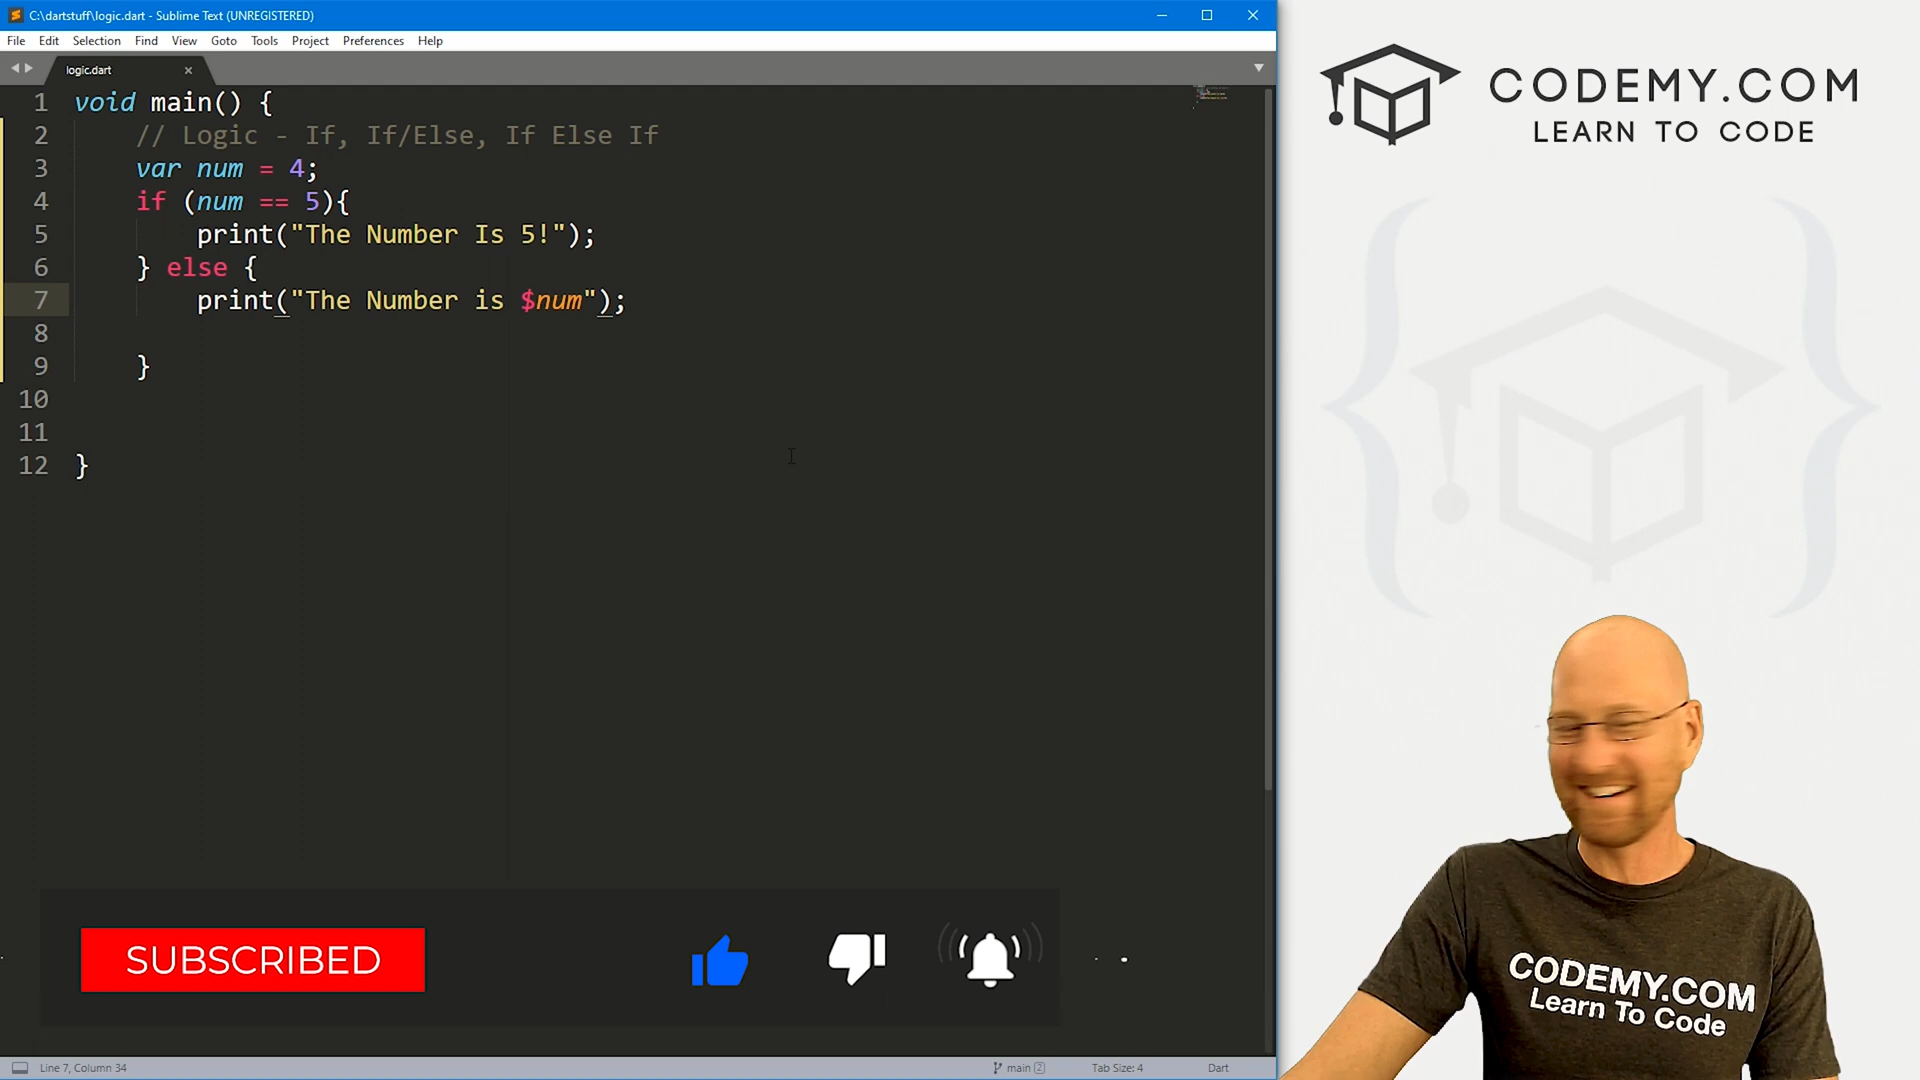 C:\dartstuff\logic.dart - Sublime Text (UNREGISTERED)
File Edit Selection Find View Goto Tools Project Preferences Help
logic.dart
1 void main() {
2 // Logic - If, If/Else, If Else If
3 var num = 4;
4 if (num == 5){
5 print("The Number Is 5!");
6 } else {
7 print("The Number is $num");
8
9 }
10
11
12 }
SUBSCRIBED
Line 7, Column 34
main 2
Tab Size: 4
Dart
CODEMY.COM
LEARN TO CODE
CODEMY.COM
Learn To Code